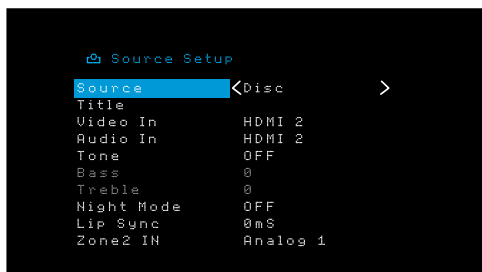 Source Setup
Source Disc
Title
Video In HDMI 2
Audio In HDMI 2
Tone OFF
Bass 0
Treble 0
Night Mode OFF
Lip Sync 0mS
Zone2 IN Analog 1